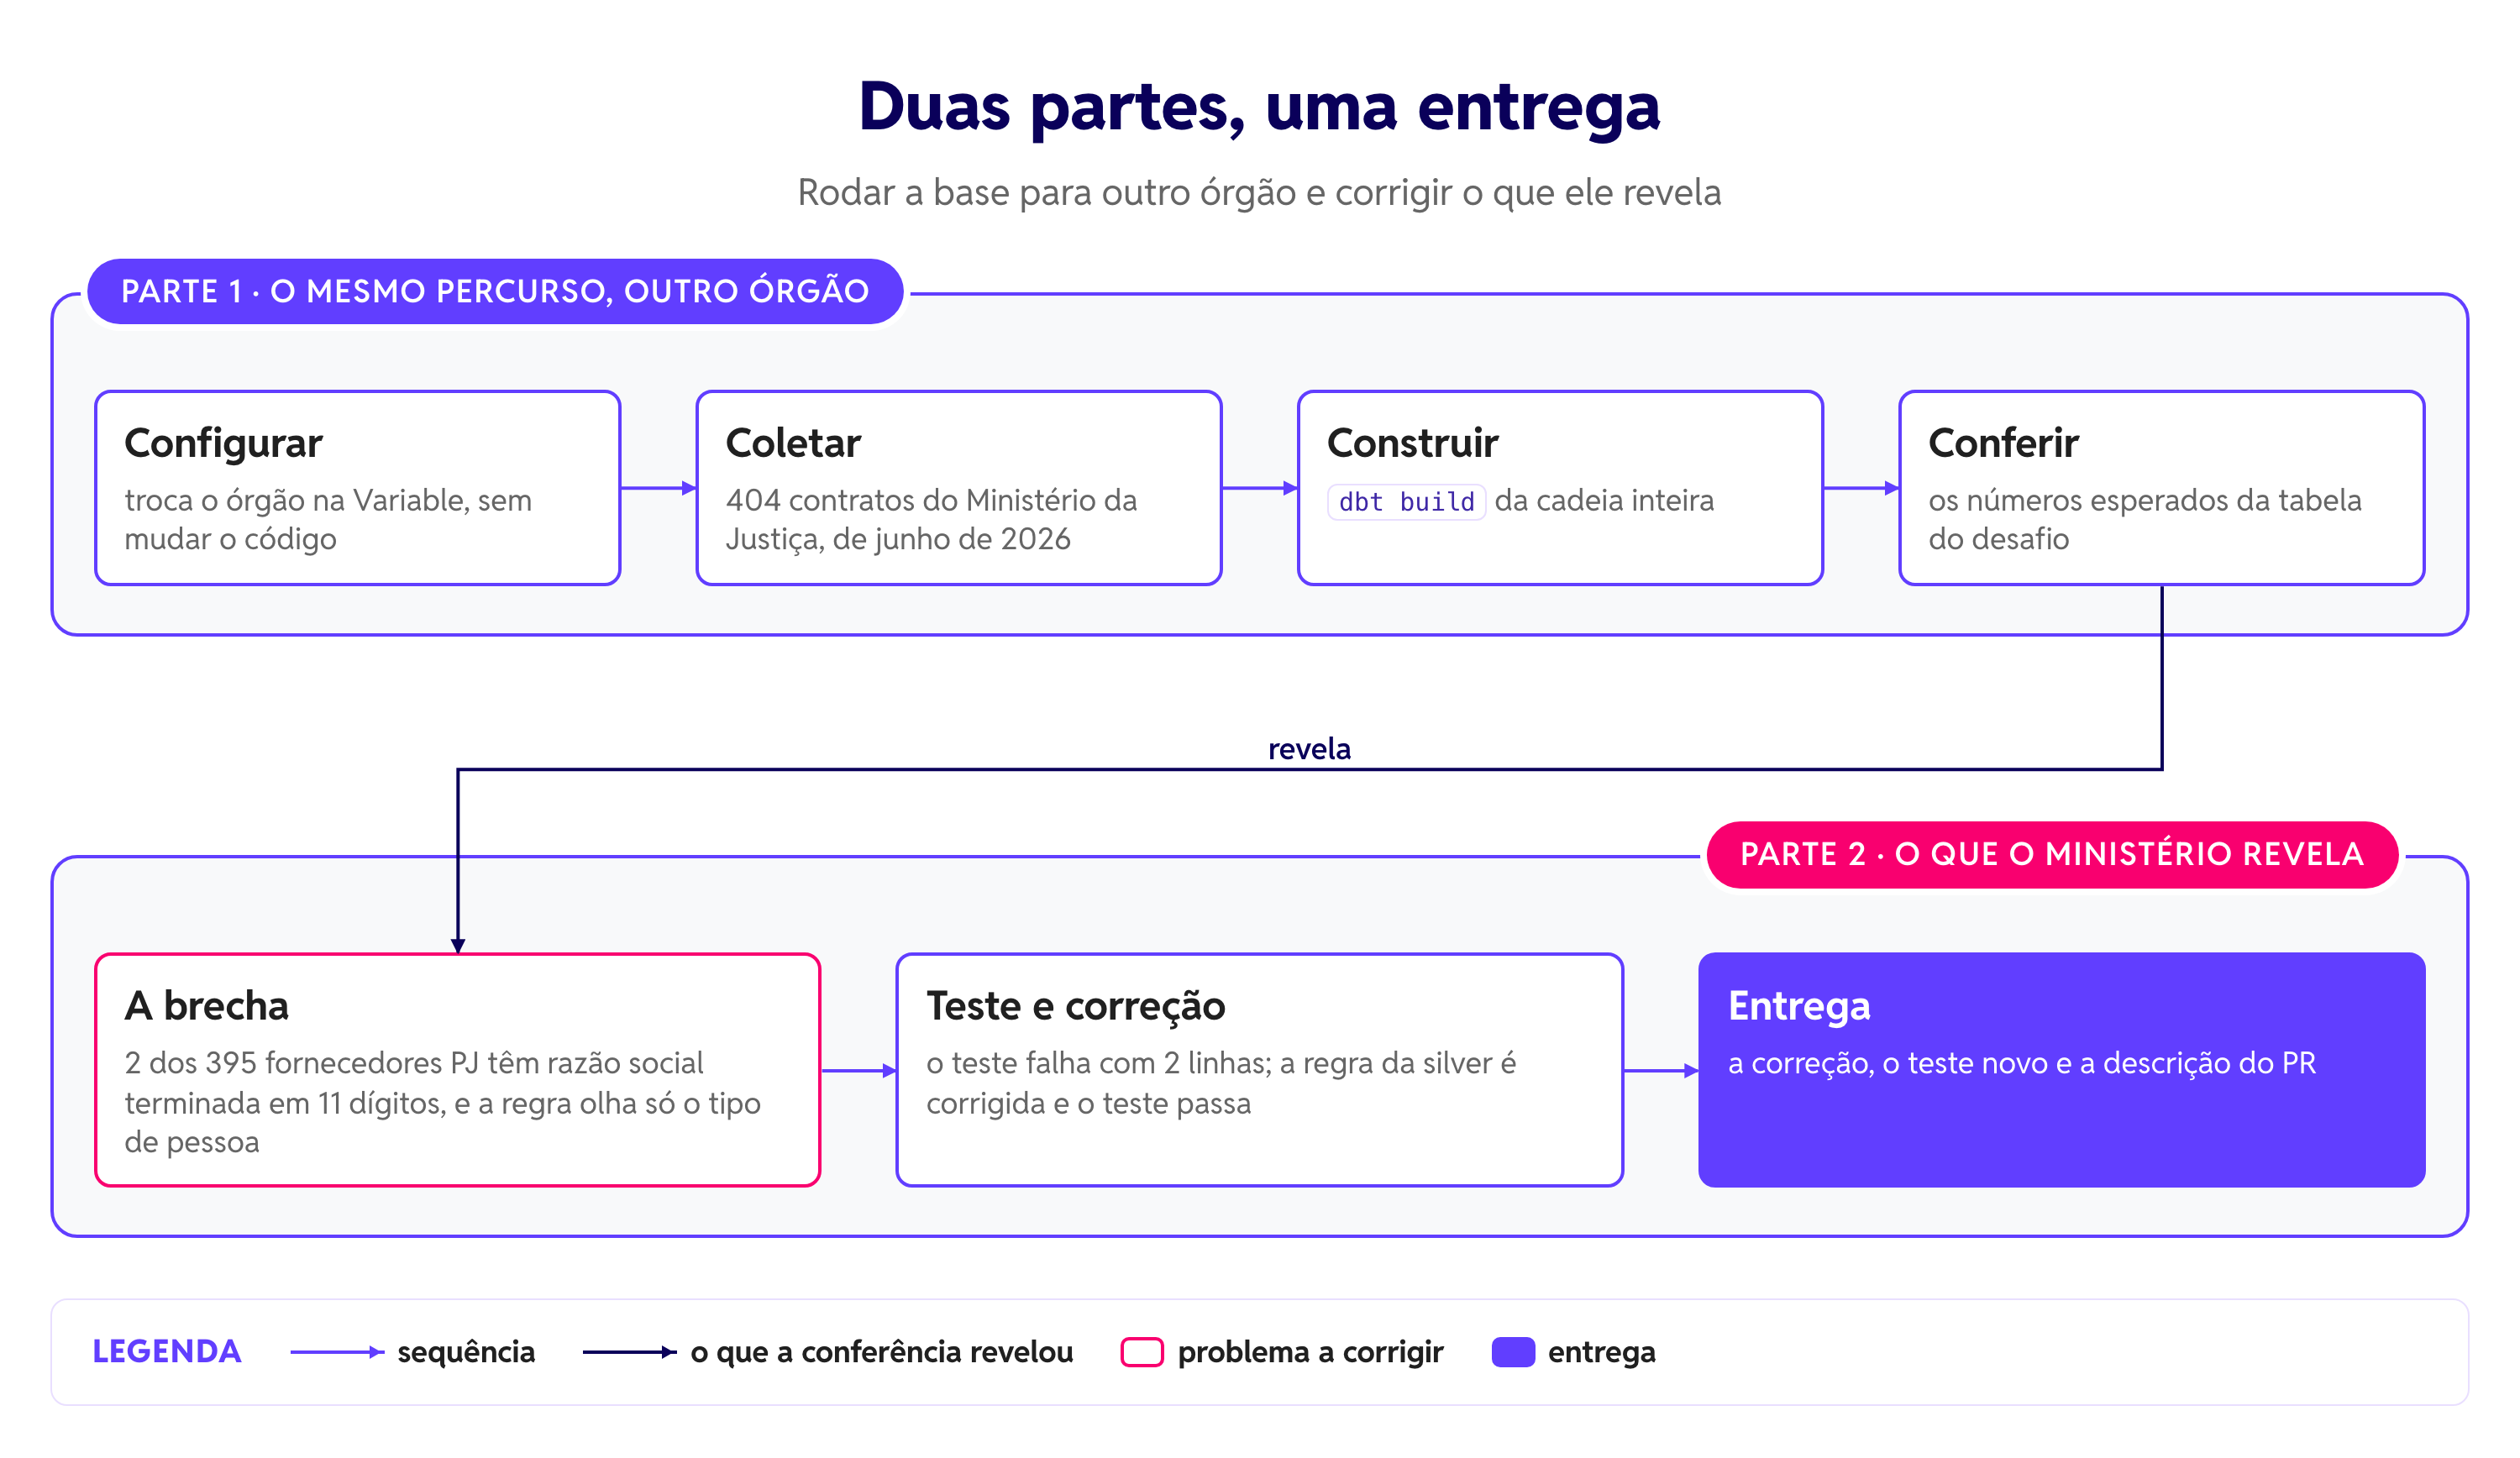 Duas partes, uma entrega
Rodar a base para outro órgão e corrigir o que ele revela
PARTE 1 · O MESMO PERCURSO, OUTRO ÓRGÃO
Configurar
troca o órgão na Variable, sem
mudar o código
Coletar
404 contratos do Ministério da
Justiça, de junho de 2026
Construir
dbt build da cadeia inteira
Conferir
os números esperados da tabela
do desafio
revela
PARTE 2 · O QUE O MINISTÉRIO REVELA
A brecha
2 dos 395 fornecedores PJ têm razão social
terminada em 11 dígitos, e a regra olha só o tipo
de pessoa
Teste e correção
o teste falha com 2 linhas; a regra da silver é
corrigida e o teste passa
Entrega
a correção, o teste novo e a descrição do PR
LEGENDA
sequência
o que a conferência revelou
problema a corrigir
entrega